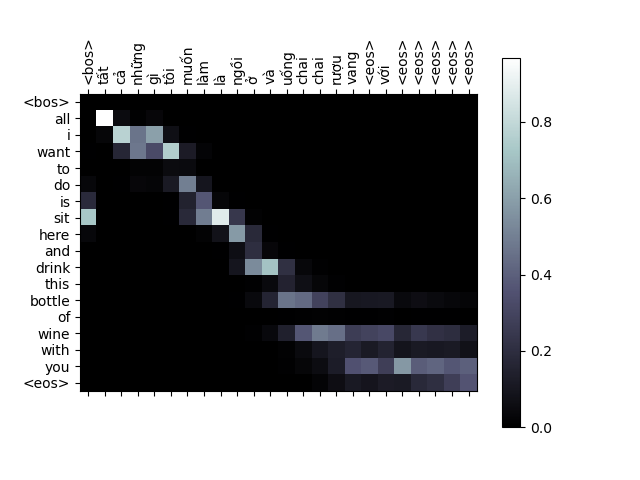 <bos>
tất
cả
những
gì
tôi
muốn
làm
là
ngồi
ở
và
uống
chai
chai
rượu
vang
<eos>
với
<eos>
<eos>
<eos>
<eos>
<eos>
<bos>
all
i
want
to
do
is
sit
here
and
drink
this
bottle
of
wine
with
you
<eos>
0.8
0.6
0.4
0.2
0.0